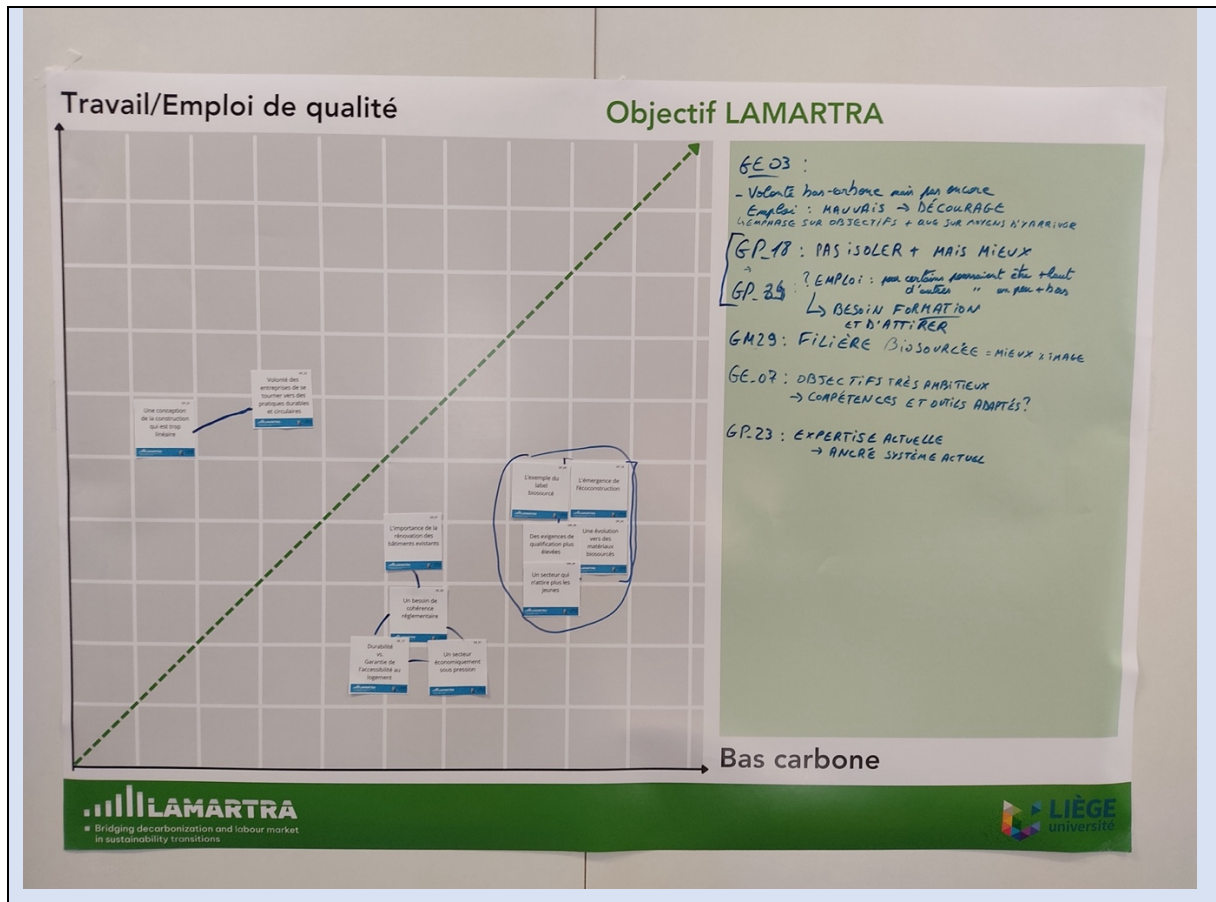 Travail/Emploi de qualité
Objectif LAMARTRA
GE_03 :
- Volonté bas-carbone mais pas encore
Emploi : MAUVAIS → DÉCOURAGE
↳ EMPHASE SUR OBJECTIFS + QUE SUR MOYENS D'Y ARRIVER
GP_18 : PAS ISOLER + MAIS MIEUX
GP_34 : ? EMPLOI : pour certains pourraient être + haut
d'autres " un peu + bas
↳ BESOIN FORMATION
ET D'ATTIRER
GM29 : FILIÈRE BIOSOURCÉE = MIEUX X IMAGE
GE_07 : OBJECTIFS TRÈS AMBITIEUX
→ COMPÉTENCES ET OUTILS ADAPTÉS ?
GP_23 : EXPERTISE ACTUELLE
→ ANCRÉ SYSTÈME ACTUEL
Une conception
de la construction
qui est trop
linéaire
Volonté des
entreprises de se
tourner vers des
pratiques durables
et circulaires
L'exemple du
label
biosourcé
L'émergence de
l'écoconstruction
Des exigences de
qualification plus
élevées
Une évolution
vers des
matériaux
biosourcés
Un secteur qui
n'attire plus les
jeunes
L'importance de la
rénovation des
bâtiments existants
Un besoin de
cohérence
réglementaire
Durabilité
vs.
Garantie de
l'accessibilité au
logement
Un secteur
économiquement
sous pression
Bas carbone
LAMARTRA
Bridging decarbonization and labour market
in sustainability transitions
LIÈGE
université